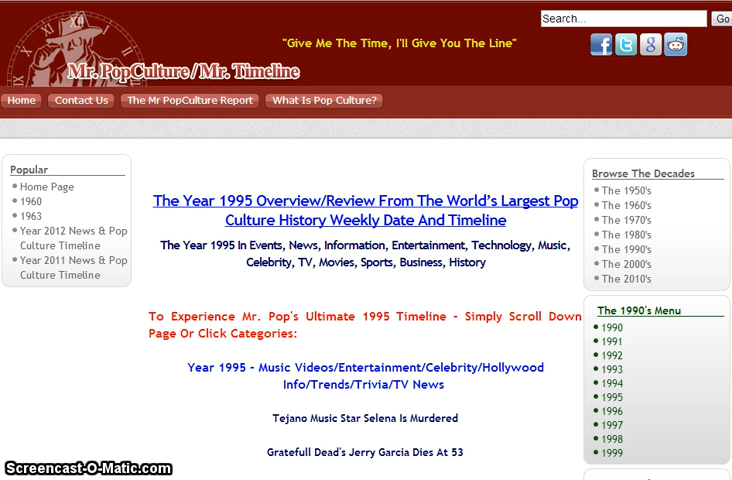 Search...
Go
"Give Me The Time, I'll Give You The Line"
XII
Mr. PopCulture/Mr. Timeline
Home
Contact Us
The Mr PopCulture Report
What Is Pop Culture?
Popular
Home Page
1960
1963
Year 2012 News & Pop
Culture Timeline
Year 2011 News & Pop
Culture Timeline
The Year 1995 Overview/Review From The World's Largest Pop
Culture History Weekly Date And Timeline
The Year 1995 In Events, News, Information, Entertainment, Technology, Music,
Celebrity, TV, Movies, Sports, Business, History
To Experience Mr. Pop's Ultimate 1995 Timeline - Simply Scroll Down
Page Or Click Categories:
Year 1995 - Music Videos/Entertainment/Celebrity/Hollywood
Info/Trends/Trivia/TV News
Tejano Music Star Selena Is Murdered
Gratefull Dead's Jerry Garcia Dies At 53
Browse The Decades
The 1950's
The 1960's
The 1970's
The 1980's
The 1990's
The 2000's
The 2010's
The 1990's Menu
1990
1991
1992
1993
1994
1995
1996
1997
1998
1999
Screencast-O-Matic.com